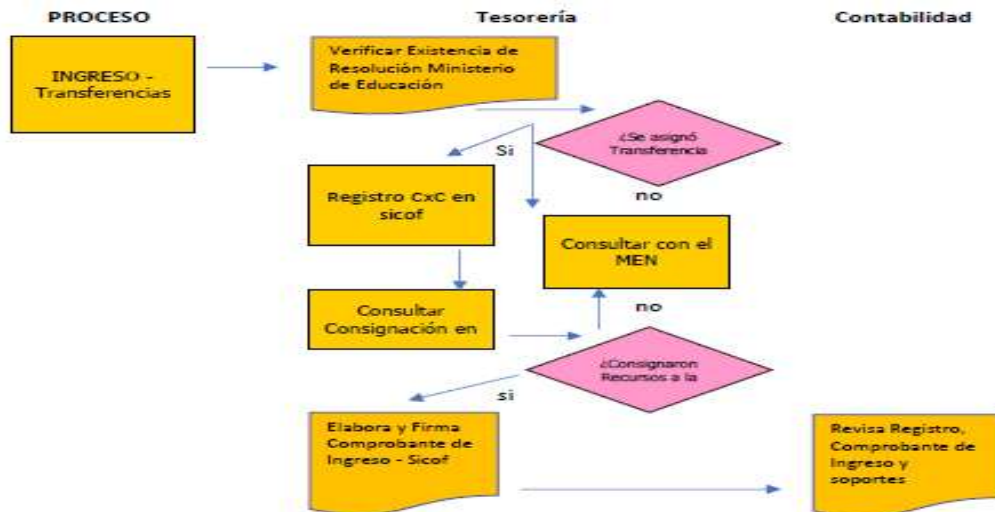 PROCESO
Tesorería
Contabilidad
INGRESO -
Transferencias
Verificar Existencia de
Resolución Ministerio
de Educación
¿Se asignó
Transferencia
Si
no
Registro CxC en
sicof
Consultar con el
MEN
Consultar
Consignación en
no
¿Consignaron
Recursos a la
si
Elabora y Firma
Comprobante de
Ingreso - Sicof
Revisa Registro,
Comprobante de
Ingreso y
soportes